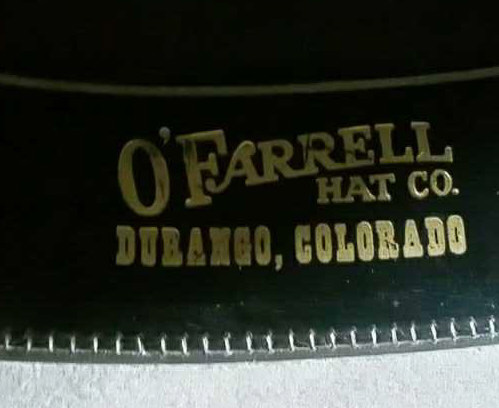 O'FARRELL
HAT CO.
DURANGO, COLORADO